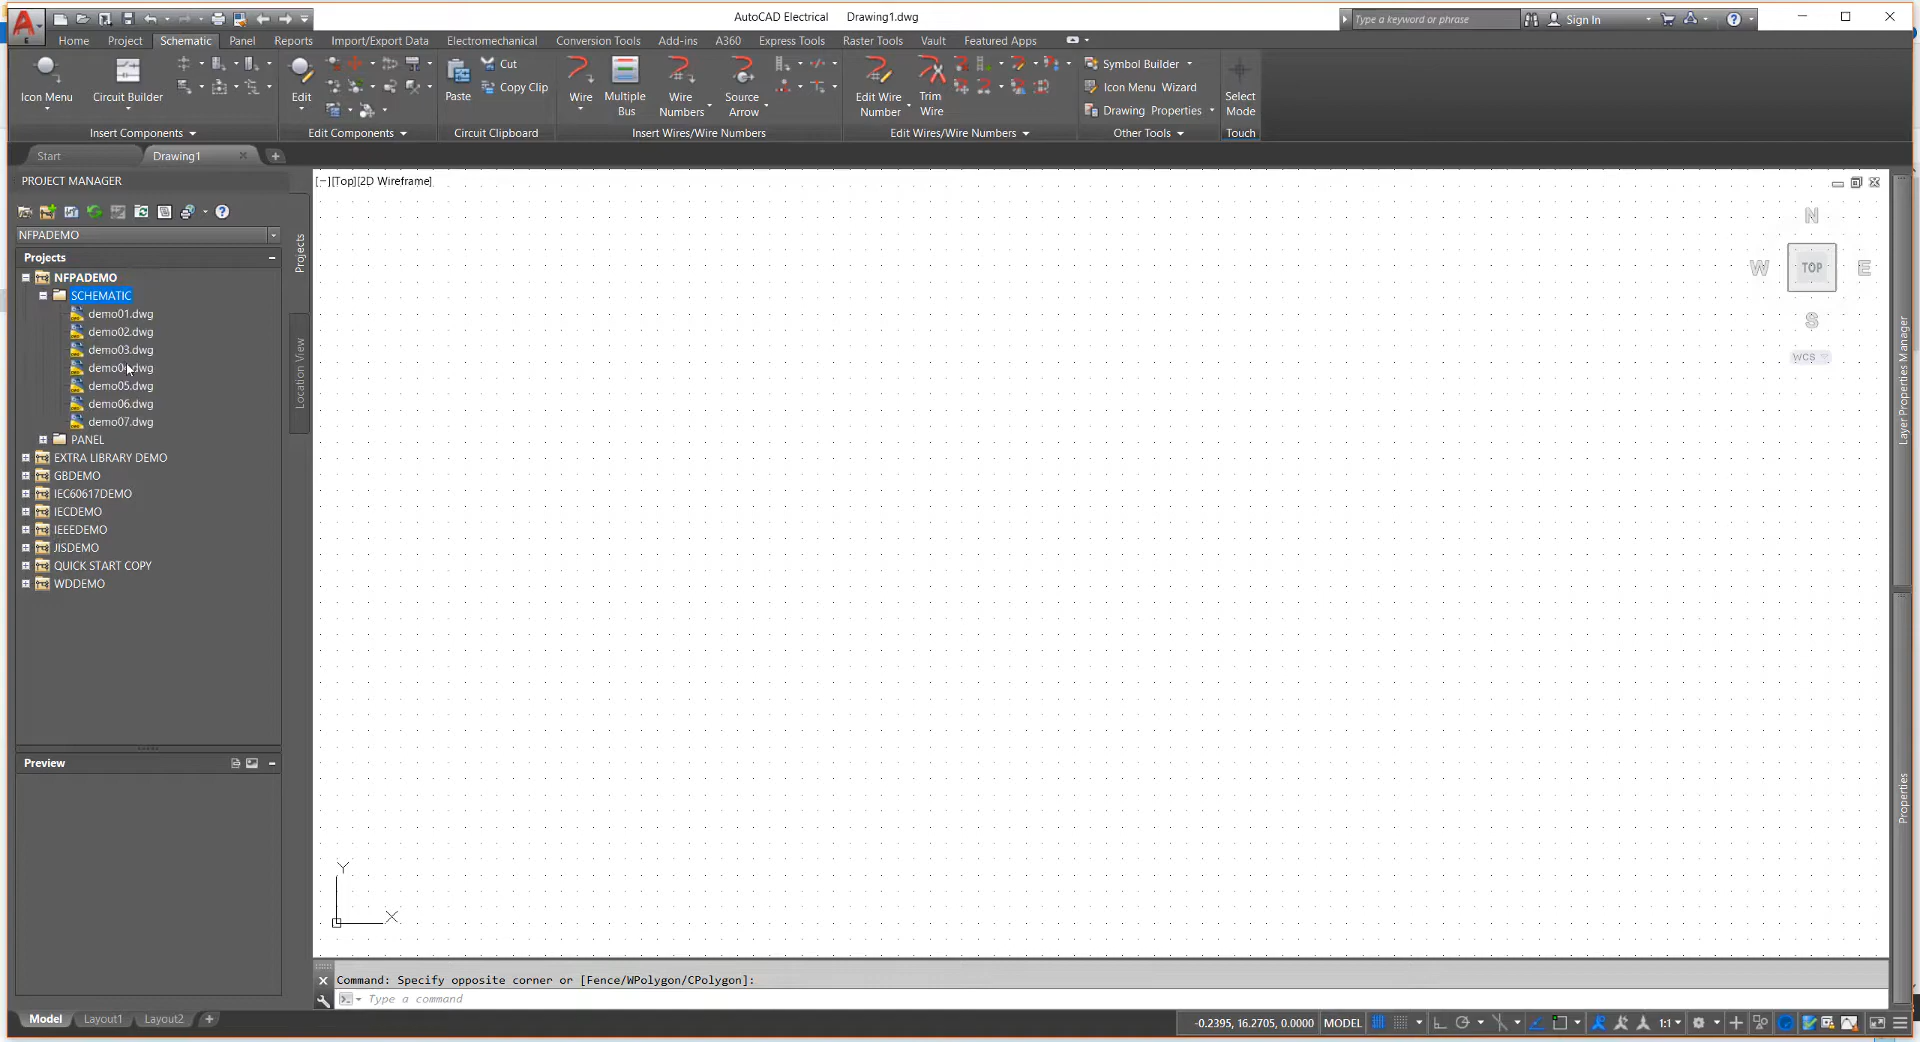 AutoCAD Electrical Drawing1.dwg
Type a keyword or phrase
Sign In
Home Project Schematic Panel Reports Import/Export Data Electromechanical Conversion Tools Add-ins A360 Express Tools Raster Tools Vault Featured Apps
Icon Menu
Circuit Builder
Insert Components
Edit
Edit Components
Paste
Cut
Copy Clip
Circuit Clipboard
Wire
Multiple
Bus
Wire
Numbers
Source
Arrow
Insert Wires/Wire Numbers
Edit Wire
Number
Trim
Wire
Edit Wires/Wire Numbers
Symbol Builder
Icon Menu Wizard
Drawing Properties
Other Tools
Select
Mode
Touch
Start
Drawing1
PROJECT MANAGER
NFPADEMO
Projects
NFPADEMO
SCHEMATIC
demo01.dwg
demo02.dwg
demo03.dwg
demo04.dwg
demo05.dwg
demo06.dwg
demo07.dwg
PANEL
EXTRA LIBRARY DEMO
GBDEMO
IEC60617DEMO
IECDEMO
IEEEDEMO
JISDEMO
QUICK START COPY
WDDEMO
Projects
Location View
Preview
[−][Top][2D Wireframe]
N
W TOP E
S
WCS
Layer Properties Manager
Properties
Y
X
Command: Specify opposite corner or [Fence/WPolygon/CPolygon]:
Type a command
Model Layout1 Layout2
-0.2395, 16.2705, 0.0000 MODEL
1:1